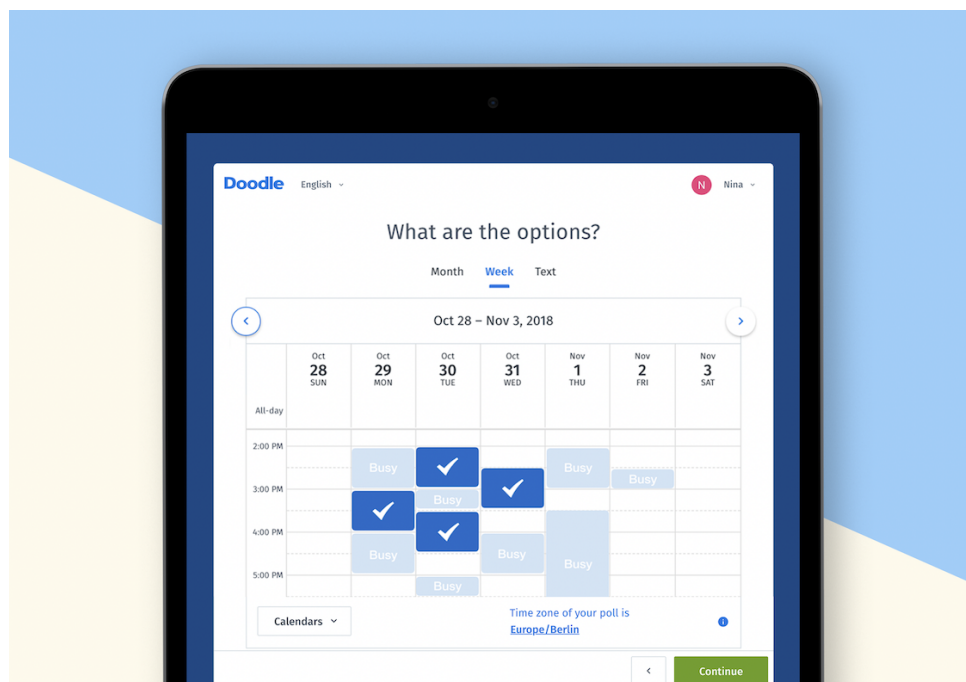 Doodle English N Nina
What are the options?
Month Week Text
Oct 28 – Nov 3, 2018
Oct Oct Oct Oct Nov Nov Nov
28 29 30 31 1 2 3
SUN MON TUE WED THU FRI SAT
All-day
2:00 PM
Busy Busy
Busy
3:00 PM
Busy
4:00 PM
Busy Busy
Busy
5:00 PM
Busy
Time zone of your poll is
Calendars
Europe/Berlin
Continue